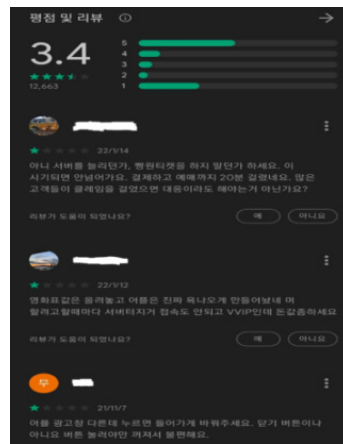 평점 및 리뷰
3.4
5
4
3
2
1
12,663
22/1/14
아니 서버를 늘리던가, 빵원티켓을 하지 말던가 하세요. 이
시기되면 안넘어가요. 결제하고 예매까지 20분 걸렸네요. 많은
고객들이 클레임을 걸었으면 대응이라도 해야는거 아닌가요?
리뷰가 도움이 되었나요?
예
아니요
22/1/12
영화표값은 올려놓고 어플은 진짜 욕나오게 만들어놨네 머
할려고할때마다 서버터지거 접속도 안되고 VVIP인데 돈값좀하세요
리뷰가 도움이 되었나요?
예
아니요
무
21/11/7
어플 광고창 다른데 누르면 들어가게 바꿔주세요. 닫기 버튼이나
아니요 버튼 눌러야만 꺼져서 불편해요.